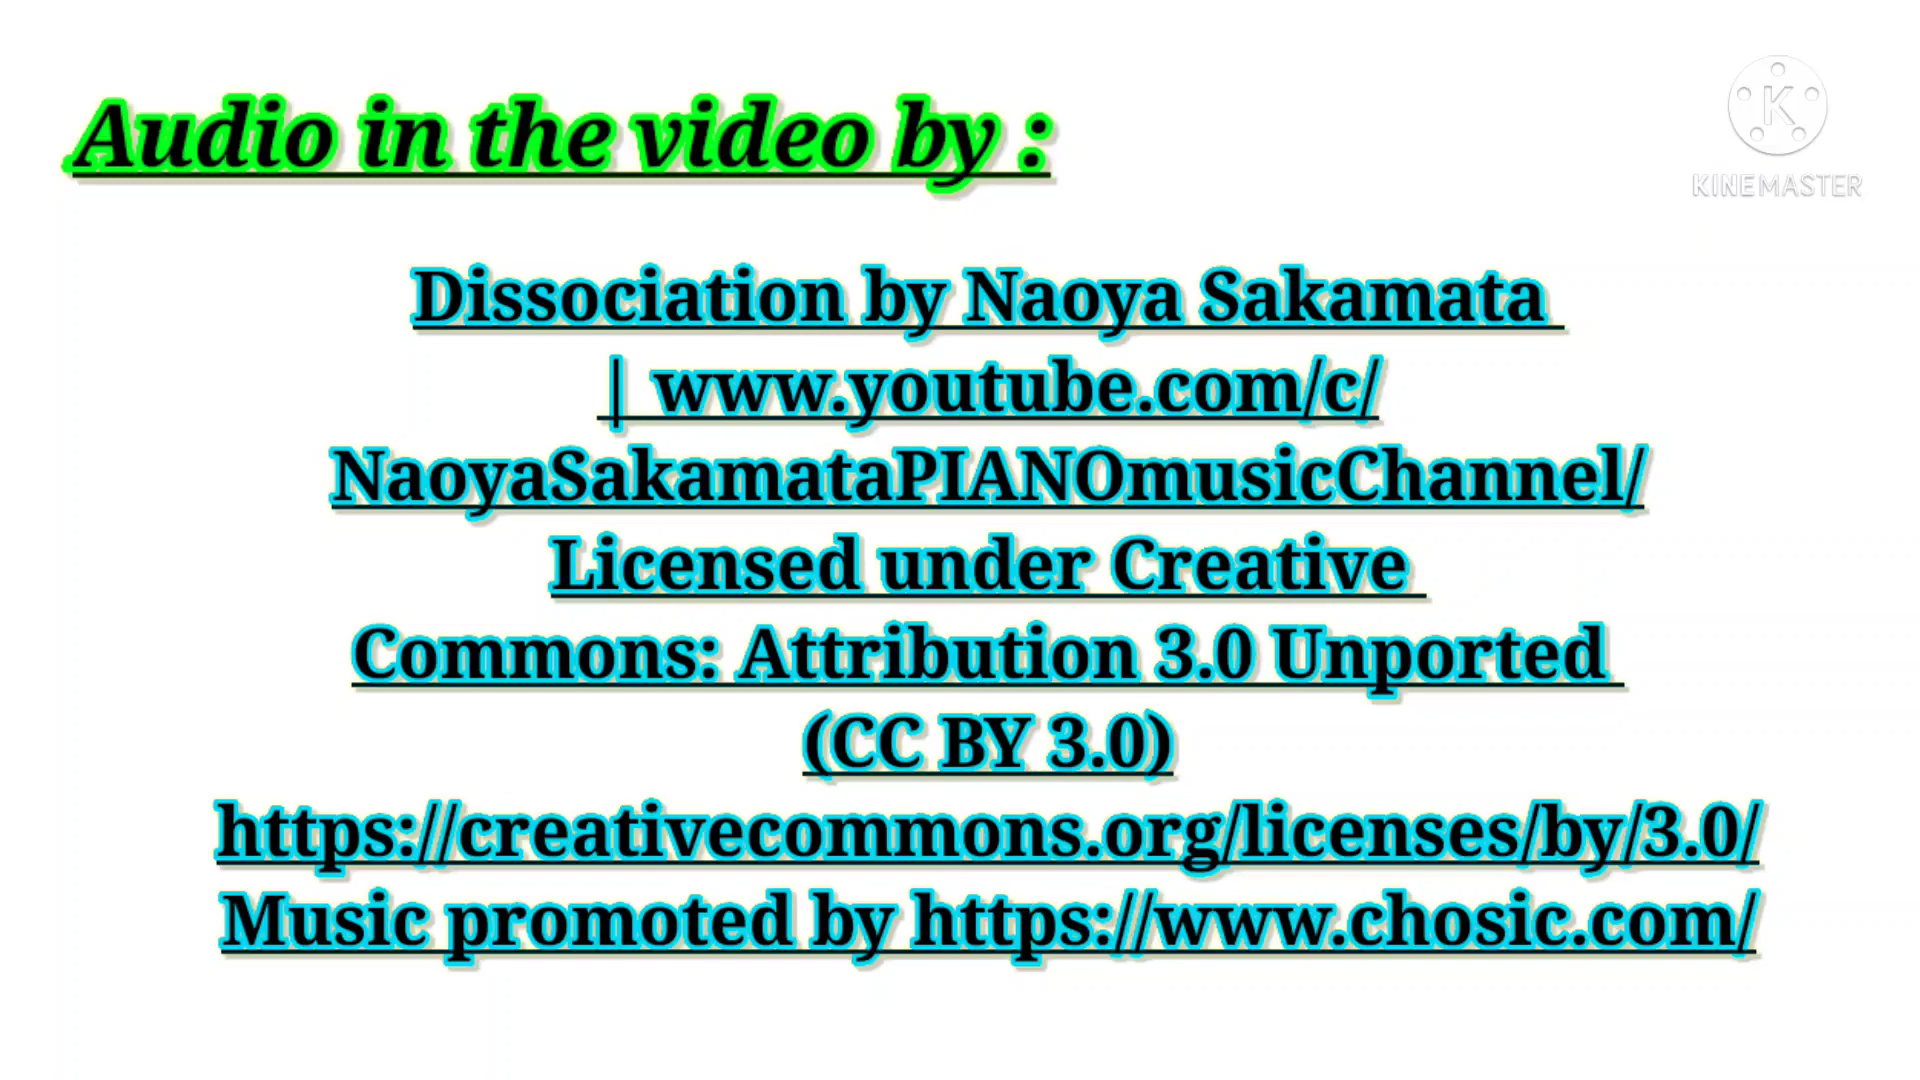 Audio in the video by :
K
KINEMASTER
Dissociation by Naoya Sakamata
| www.youtube.com/c/
NaoyaSakamataPIANOmusicChannel/
Licensed under Creative
Commons: Attribution 3.0 Unported
(CC BY 3.0)
https://creativecommons.org/licenses/by/3.0/
Music promoted by https://www.chosic.com/